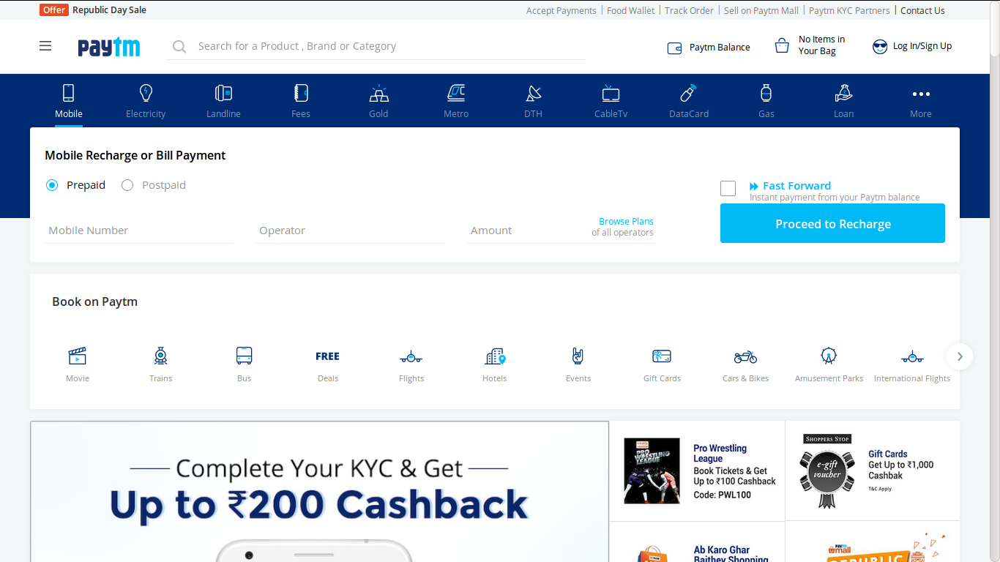 Offer Republic Day Sale
Accept Payments | Food Wallet | Track Order | Sell on Paytm Mall | Paytm KYC Partners | Contact Us
paytm
Search for a Product , Brand or Category
Paytm Balance
No Items in
Your Bag
Log In/Sign Up
Mobile
Electricity
Landline
Fees
Gold
Metro
DTH
CableTv
DataCard
Gas
Loan
More
Mobile Recharge or Bill Payment
Prepaid
Postpaid
Fast Forward
Instant payment from your Paytm balance
Mobile Number
Operator
Amount
Browse Plans
of all operators
Proceed to Recharge
Book on Paytm
FREE
Movie
Trains
Bus
Deals
Flights
Hotels
Events
Gift Cards
Cars & Bikes
Amusement Parks
International Flights
Complete Your KYC & Get
Up to ₹200 Cashback
PRO
WRESTLING
LEAGUE
Pro Wrestling
League
Book Tickets & Get
Up to ₹100 Cashback
Code: PWL100
SHOPPERS STOP
e-gift
voucher
Gift Cards
Get Up to ₹1,000
Cashbak
T&C Apply
Ab Karo Ghar
Baithey Shopping
paytm
mall
REPUBLIC